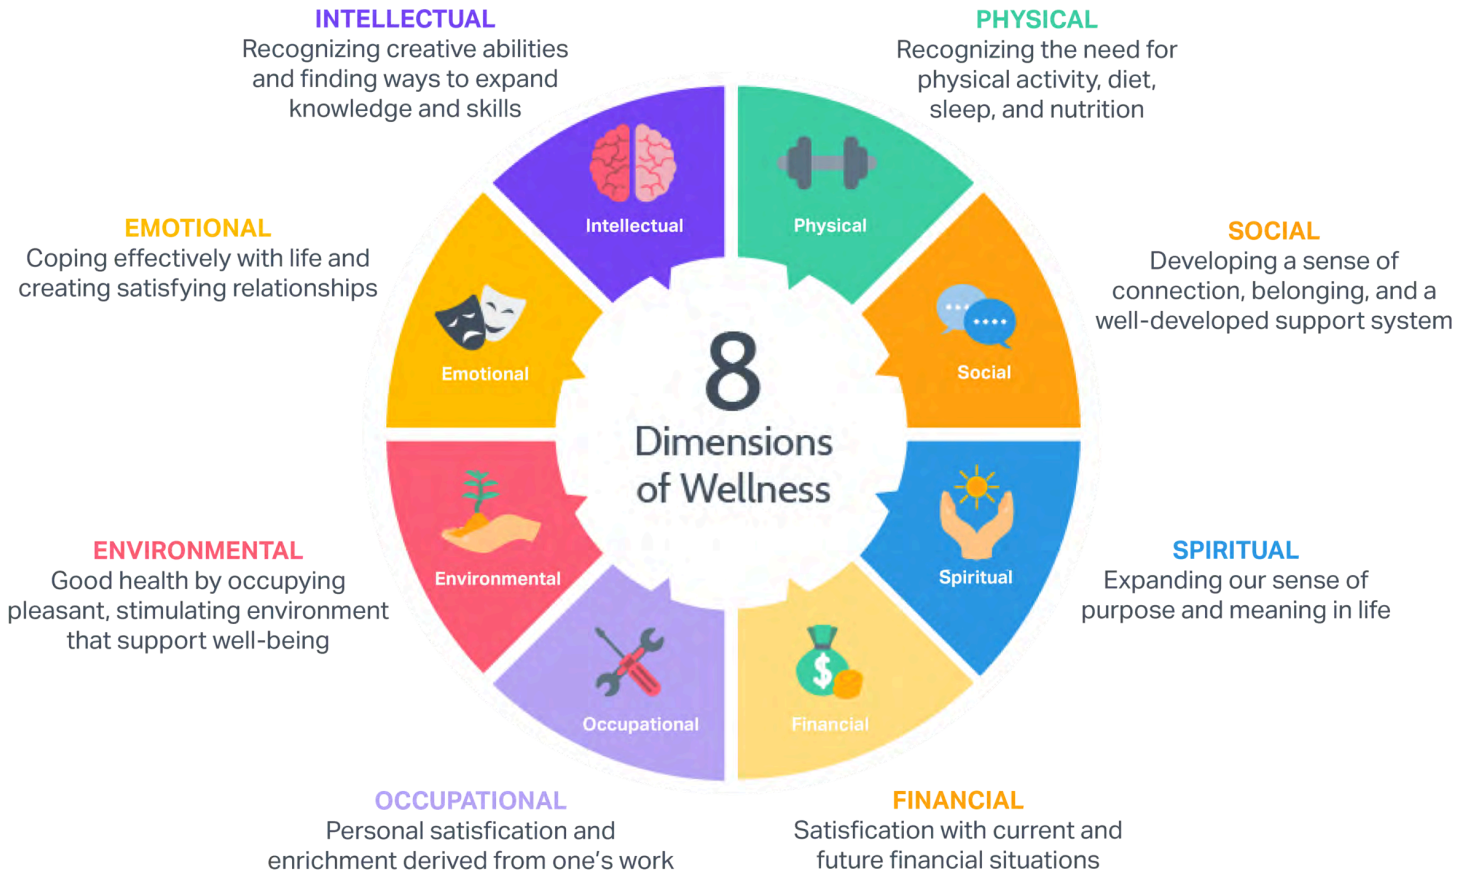 INTELLECTUAL
Recognizing creative abilities
and finding ways to expand
knowledge and skills
PHYSICAL
Recognizing the need for
physical activity, diet,
sleep, and nutrition
EMOTIONAL
Coping effectively with life and
creating satisfying relationships
SOCIAL
Developing a sense of
connection, belonging, and a
well-developed support system
Intellectual
Physical
Emotional
Social
8
Dimensions
of Wellness
Environmental
Spiritual
Occupational
Financial
$
ENVIRONMENTAL
Good health by occupying
pleasant, stimulating environment
that support well-being
SPIRITUAL
Expanding our sense of
purpose and meaning in life
OCCUPATIONAL
Personal satisfication and
enrichment derived from one's work
FINANCIAL
Satisfication with current and
future financial situations